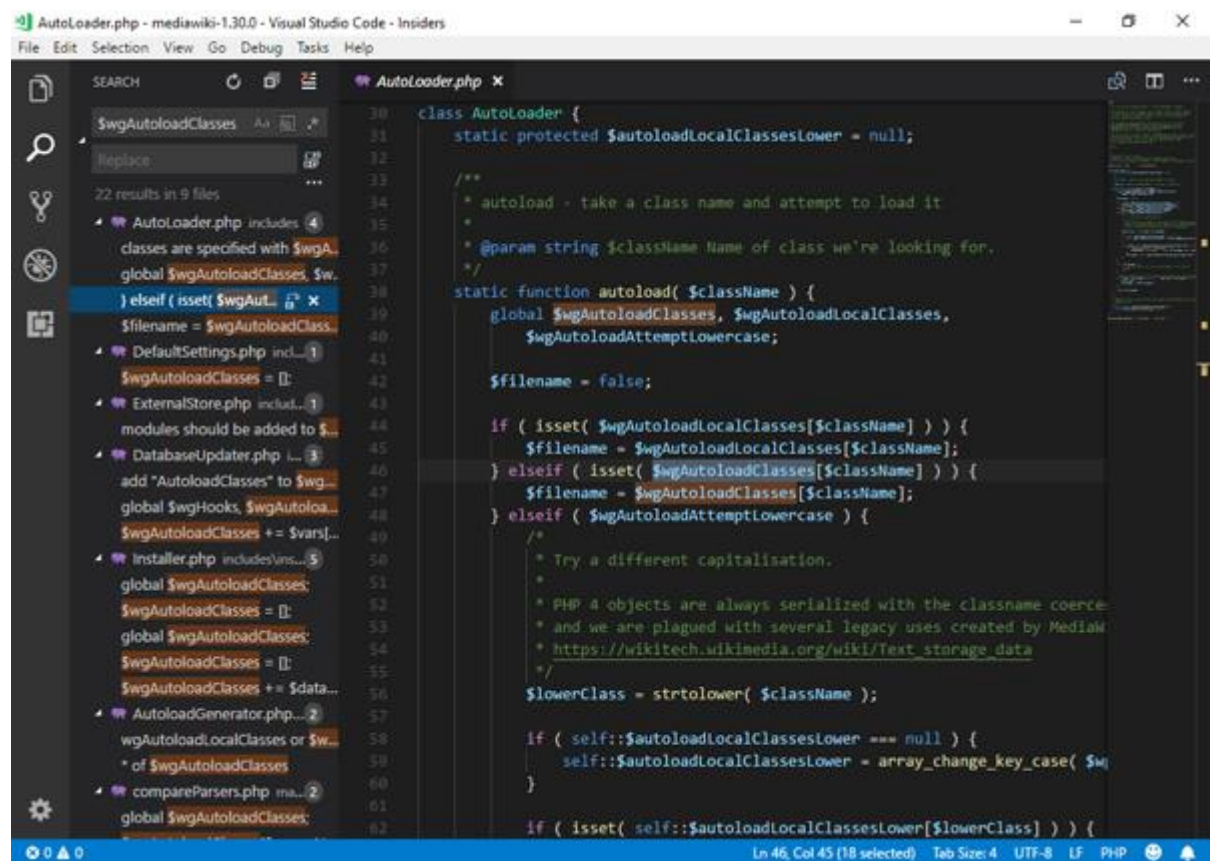 AutoLoader.php - mediawiki-1.30.0 - Visual Studio Code - Insiders
File Edit Selection View Go Debug Tasks Help
SEARCH
$wgAutoloadClasses
Replace
22 results in 9 files
AutoLoader.php includes 4
classes are specified with $wgA...
global $wgAutoloadClasses, $w...
} elseif ( isset( $wgAut...
$filename = $wgAutoloadClass...
DefaultSettings.php incl... 1
$wgAutoloadClasses = [];
ExternalStore.php includ... 1
modules should be added to $...
DatabaseUpdater.php i... 3
add "AutoloadClasses" to $wg...
global $wgHooks, $wgAutoloa...
$wgAutoloadClasses += $vars[...
Installer.php includes\ins... 5
global $wgAutoloadClasses;
$wgAutoloadClasses = [];
global $wgAutoloadClasses;
$wgAutoloadClasses = [];
$wgAutoloadClasses += $data...
AutoloadGenerator.php... 2
wgAutoloadLocalClasses or $w...
* of $wgAutoloadClasses
compareParsers.php ma... 2
global $wgAutoloadClasses;
AutoLoader.php
30 class AutoLoader {
31 static protected $autoloadLocalClassesLower = null;
32
33 /**
34 * autoload - take a class name and attempt to load it
35 *
36 * @param string $className Name of class we're looking for.
37 */
38 static function autoload( $className ) {
39 global $wgAutoloadClasses, $wgAutoloadLocalClasses,
40 $wgAutoloadAttemptLowercase;
41
42 $filename = false;
43
44 if ( isset( $wgAutoloadLocalClasses[$className] ) ) {
45 $filename = $wgAutoloadLocalClasses[$className];
46 } elseif ( isset( $wgAutoloadClasses[$className] ) ) {
47 $filename = $wgAutoloadClasses[$className];
48 } elseif ( $wgAutoloadAttemptLowercase ) {
49 /*
50 * Try a different capitalisation.
51 *
52 * PHP 4 objects are always serialized with the classname coerce
53 * and we are plagued with several legacy uses created by MediaW
54 * https://wikitech.wikimedia.org/wiki/Text_storage_data
55 */
56 $lowerClass = strtolower( $className );
57
58 if ( self::$autoloadLocalClassesLower === null ) {
59 self::$autoloadLocalClassesLower = array_change_key_case( $w
60 }
61
62 if ( isset( self::$autoloadLocalClassesLower[$lowerClass] ) ) {
0 0
Ln 46, Col 45 (18 selected) Tab Size: 4 UTF-8 LF PHP